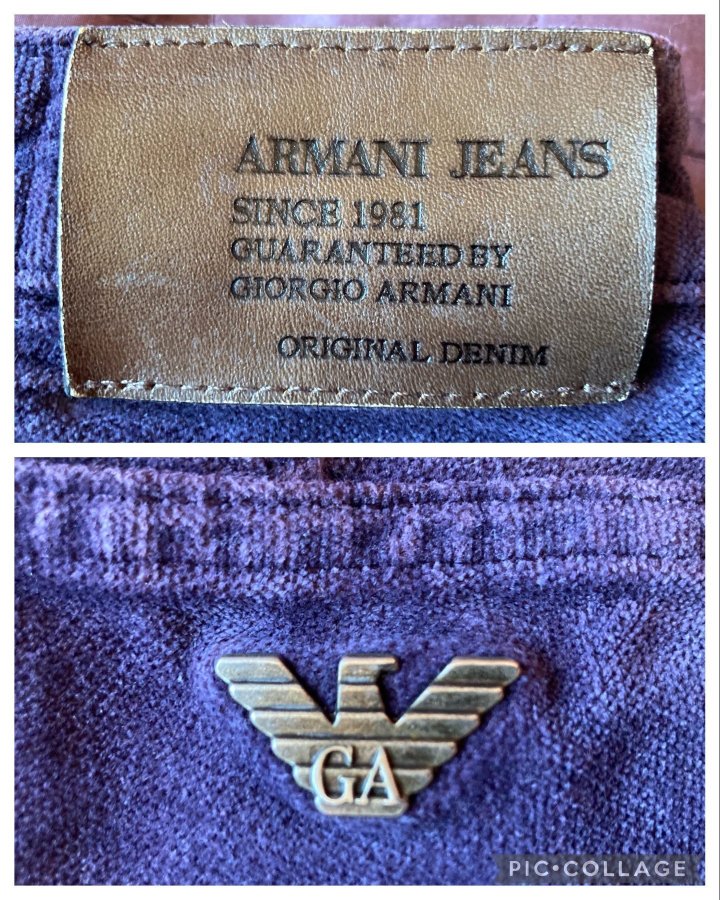 ARMANI JEANS
SINCE 1981
GUARANTEED BY
GIORGIO ARMANI
ORIGINAL DENIM
GA
PIC•COLLAGE